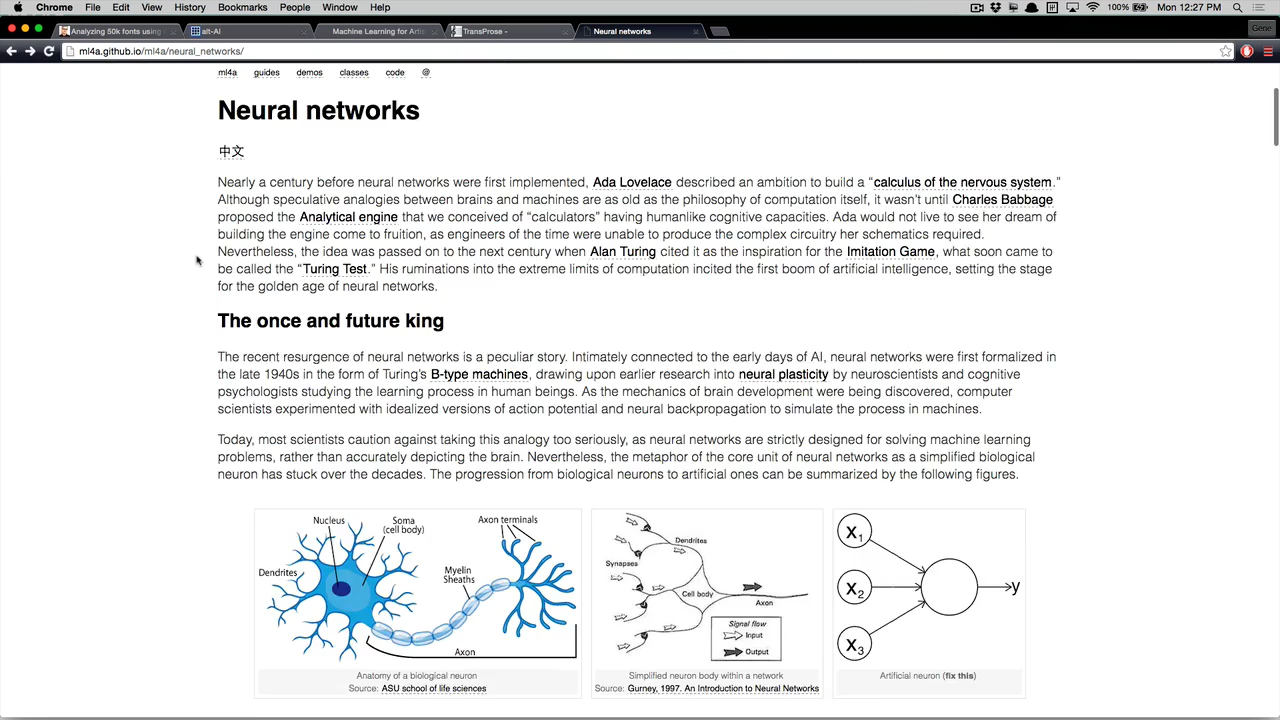 Chrome File Edit View History Bookmarks People Window Help 100% Mon 12:27 PM
Analyzing 50k fonts using alt-AI Machine Learning for Artis TransProse - Neural networks Gene
ml4a.github.io/ml4a/neural_networks/
ml4a guides demos classes code @
Neural networks
中文
Nearly a century before neural networks were first implemented, Ada Lovelace described an ambition to build a “calculus of the nervous system.”
Although speculative analogies between brains and machines are as old as the philosophy of computation itself, it wasn’t until Charles Babbage
proposed the Analytical engine that we conceived of “calculators” having humanlike cognitive capacities. Ada would not live to see her dream of
building the engine come to fruition, as engineers of the time were unable to produce the complex circuitry her schematics required.
Nevertheless, the idea was passed on to the next century when Alan Turing cited it as the inspiration for the Imitation Game, what soon came to
be called the “Turing Test.” His ruminations into the extreme limits of computation incited the first boom of artificial intelligence, setting the stage
for the golden age of neural networks.
The once and future king
The recent resurgence of neural networks is a peculiar story. Intimately connected to the early days of AI, neural networks were first formalized in
the late 1940s in the form of Turing’s B-type machines, drawing upon earlier research into neural plasticity by neuroscientists and cognitive
psychologists studying the learning process in human beings. As the mechanics of brain development were being discovered, computer
scientists experimented with idealized versions of action potential and neural backpropagation to simulate the process in machines.
Today, most scientists caution against taking this analogy too seriously, as neural networks are strictly designed for solving machine learning
problems, rather than accurately depicting the brain. Nevertheless, the metaphor of the core unit of neural networks as a simplified biological
neuron has stuck over the decades. The progression from biological neurons to artificial ones can be summarized by the following figures.
Nucleus
Soma
(cell body)
Axon terminals
Dendrites
Myelin
Sheaths
Axon
Anatomy of a biological neuron
Source: ASU school of life sciences
Dendrites
Synapses
Cell body
Axon
Signal flow
Input
Output
Simplified neuron body within a network
Source: Gurney, 1997. An Introduction to Neural Networks
X1
X2
X3
y
Artificial neuron (fix this)